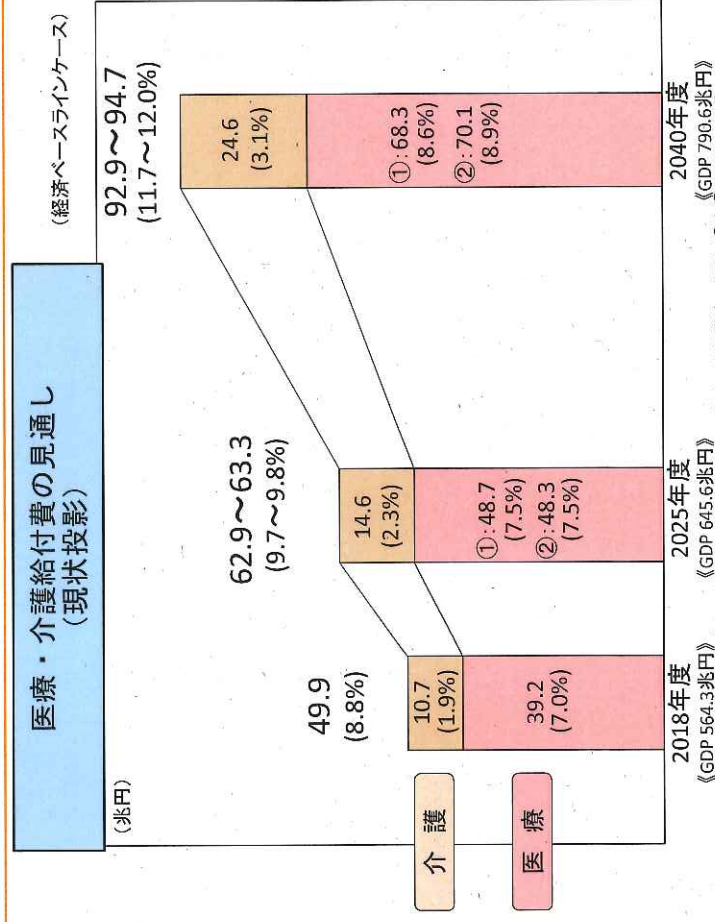 医療・介護給付費の見通し
（現状投影）
（経済ベースラインケース）
（兆円）
92.9～94.7
(11.7～12.0%)
62.9～63.3
(9.7～9.8%)
49.9
(8.8%)
24.6
(3.1%)
14.6
(2.3%)
10.7
(1.9%)
①:68.3
(8.6%)
②:70.1
(8.9%)
①:48.7
(7.5%)
②:48.3
(7.5%)
39.2
(7.0%)
介 護
医 療
2018年度
《GDP 564.3兆円》
2025年度
《GDP 645.6兆円》
2040年度
《GDP 790.6兆円》